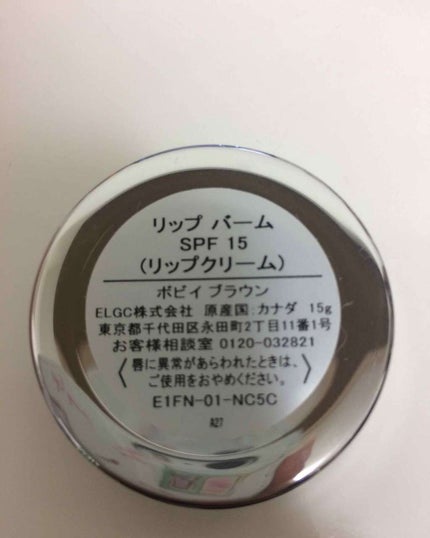 リップ バーム
SPF 15
(リップクリーム)
ボビイ ブラウン
ELGC株式会社 原産国:カナダ 15g
東京都千代田区永田町2丁目11番1号
お客様相談室 0120-032821
〈唇に異常があらわれたときは、
ご使用をおやめください。〉
E1FN-01-NC5C
A27